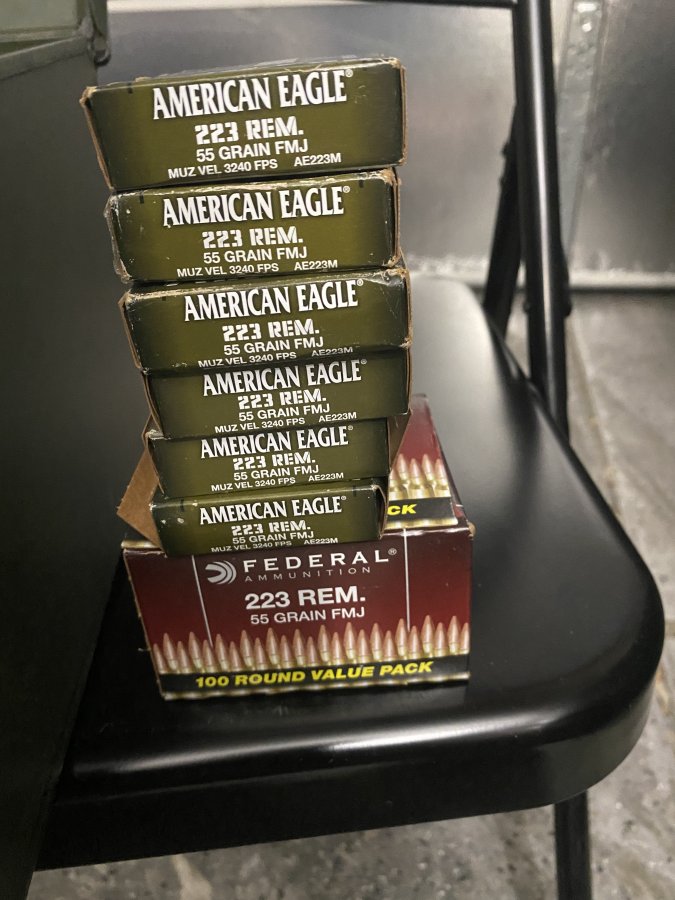 AMERICAN EAGLE®
223 REM.
55 GRAIN FMJ
MUZ VEL 3240 FPS AE223M
AMERICAN EAGLE®
223 REM.
55 GRAIN FMJ
MUZ VEL 3240 FPS AE223M
AMERICAN EAGLE®
223 REM.
55 GRAIN FMJ
MUZ VEL 3240 FPS AE223M
AMERICAN EAGLE®
223 REM.
55 GRAIN FMJ
MUZ VEL 3240 FPS AE223M
AMERICAN EAGLE®
223 REM.
55 GRAIN FMJ
MUZ VEL 3240 FPS AE223M
AMERICAN EAGLE®
223 REM.
55 GRAIN FMJ
MUZ VEL 3240 FPS AE223M
CK
FEDERAL®
AMMUNITION
223 REM.
55 GRAIN FMJ
100 ROUND VALUE PACK